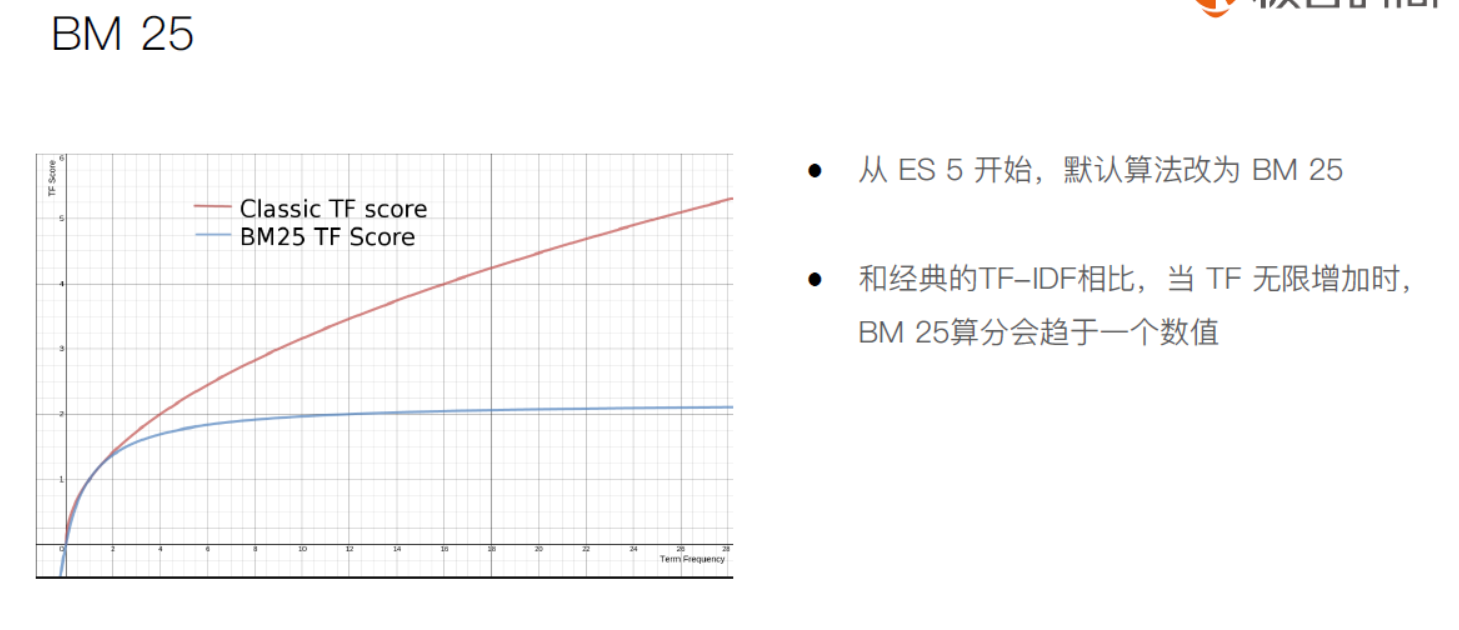 BM 25
TF Score
6
5
4
3
2
1
Classic TF score
BM25 TF Score
0 2 4 6 8 10 12 14 16 18 20 22 24 26 28
Term Frequency
● 从 ES 5 开始，默认算法改为 BM 25
● 和经典的TF-IDF相比，当 TF 无限增加时，
BM 25算分会趋于一个数值